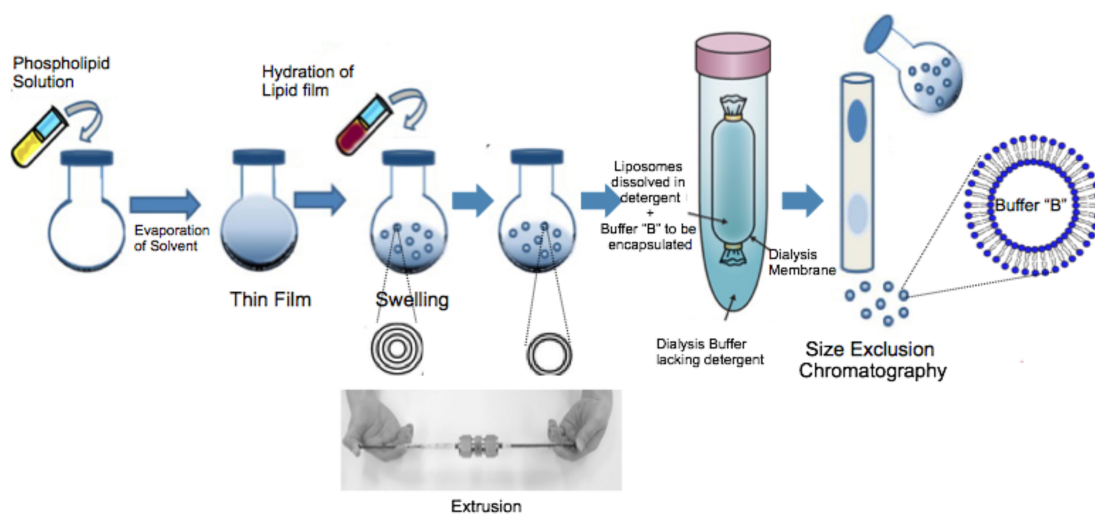 Phospholipid
Solution
Evaporation
of Solvent
Thin Film
Hydration of
Lipid film
Swelling
Extrusion
Liposomes
dissolved in
detergent
+
Buffer "B" to be
encapsulated
Dialysis
Membrane
Dialysis Buffer
lacking detergent
Size Exclusion
Chromatography
Buffer "B"